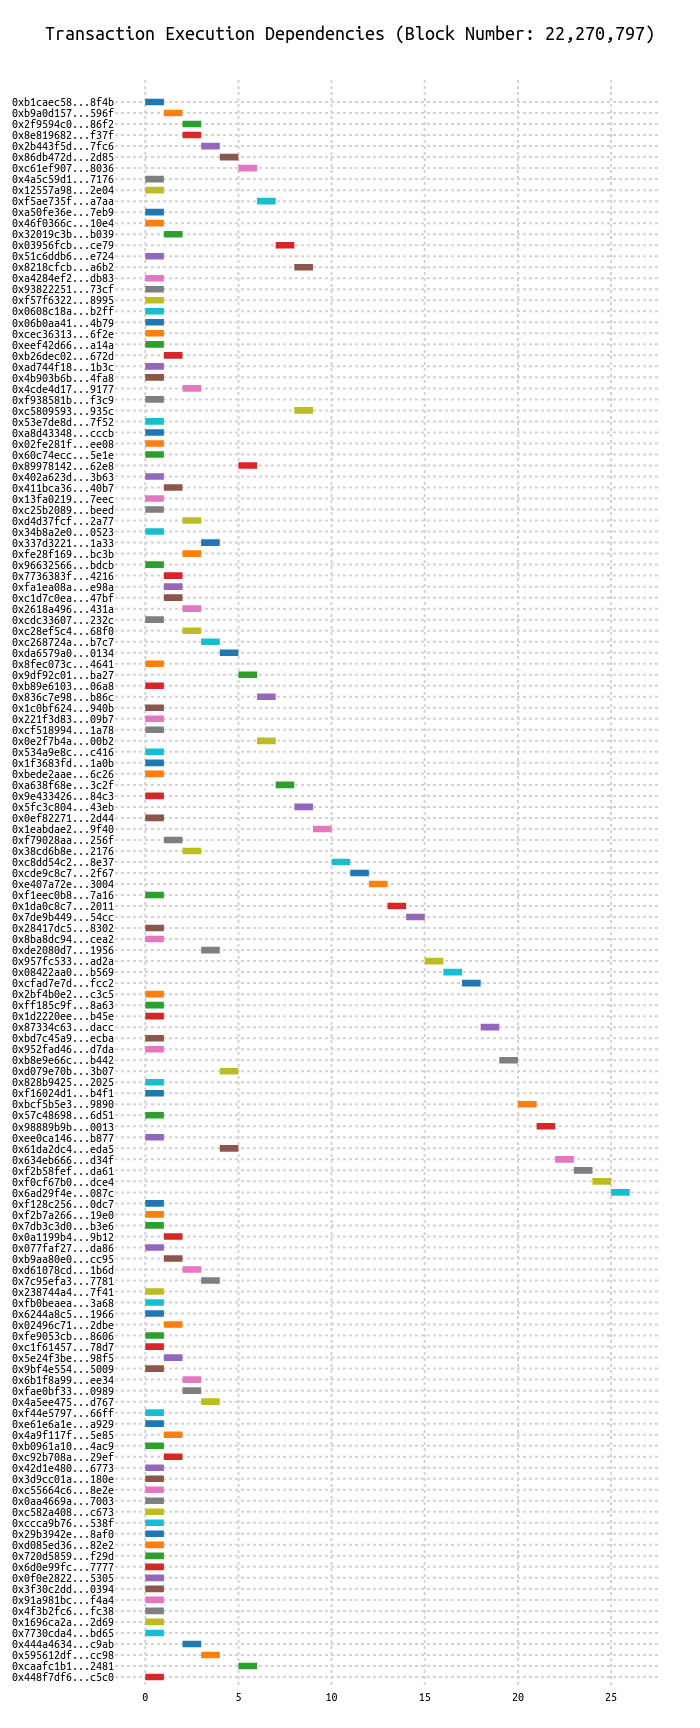 Transaction Execution Dependencies (Block Number: 22,270,797)
0xb1caec58...8f4b
0xb9a0d157...596f
0x2f9594c0...86f2
0x8e819682...f37f
0x2b443f5d...7fc6
0x86db472d...2d85
0xc61ef907...8036
0x4a5c59d1...7176
0x12557a98...2e04
0xf5ae735f...a7aa
0xa50fe36e...7eb9
0x46f0366c...10e4
0x32019c3b...b039
0x03956fcb...ce79
0x51c6ddb6...e724
0x8218cfcb...a6b2
0xa4284ef2...db83
0x93822251...73cf
0xf57f6322...8995
0x0608c18a...b2ff
0x06b0aa41...4b79
0xcec36313...6f2e
0xeef42d66...a14a
0xb26dec02...672d
0xad744f18...1b3c
0x4b903b6b...4fa8
0x4cde4d17...9177
0xf938581b...f3c9
0xc5809593...935c
0x53e7de8d...7f52
0xa8d43348...cccb
0x02fe281f...ee08
0x60c74ecc...5e1e
0x89978142...62e8
0x402a623d...3b63
0x411bca36...40b7
0x13fa0219...7eec
0xc25b2089...beed
0xd4d37fcf...2a77
0x34b8a2e0...0523
0x337d3221...1a33
0xfe28f169...bc3b
0x96632566...bdcb
0x7736383f...4216
0xfa1ea08a...e98a
0xc1d7c0ea...47bf
0x2618a496...431a
0xcdc33607...232c
0xc28ef5c4...68f0
0xc268724a...b7c7
0xda6579a0...0134
0x8fec073c...4641
0x9df92c01...ba27
0xb89e6103...06a8
0x836c7e98...b86c
0x1c0bf624...940b
0x221f3d83...09b7
0xcf518994...1a78
0x0e2f7b4a...00b2
0x534a9e8c...c416
0x1f3683fd...1a0b
0xbede2aae...6c26
0xa638f68e...3c2f
0x9e433426...84c3
0x5fc3c804...43eb
0x0ef82271...2d44
0x1eabdae2...9f40
0xf79028aa...256f
0x38cd6b8e...2176
0xc8dd54c2...8e37
0xcde9c8c7...2f67
0xe407a72e...3004
0xf1eec0b8...7a16
0x1da0c8c7...2011
0x7de9b449...54cc
0x28417dc5...8302
0x8ba8dc94...cea2
0xde2080d7...1956
0x957fc533...ad2a
0x08422aa0...b569
0xcfad7e7d...fcc2
0x2bf4b0e2...c3c5
0xff185c9f...8a63
0x1d2220ee...b45e
0x87334c63...dacc
0xbd7c45a9...ecba
0x952fad46...d7da
0xb8e9e66c...b442
0xd079e70b...3b07
0x828b9425...2025
0xf16024d1...b4f1
0xbcf5b5e3...9890
0x57c48698...6d51
0x98889b9b...0013
0xee0ca146...b877
0x61da2dc4...eda5
0x634eb666...d34f
0xf2b58fef...da61
0xf0cf67b0...dce4
0x6ad29f4e...087c
0xf128c256...0dc7
0xf2b7a266...19e0
0x7db3c3d0...b3e6
0x0a1199b4...9b12
0x077faf27...da86
0xb9aa80e0...cc95
0xd61078cd...1b6d
0x7c95efa3...7781
0x238744a4...7f41
0xfb0beaea...3a68
0x6244a8c5...1966
0x02496c71...2dbe
0xfe9053cb...8606
0xc1f61457...78d7
0x5e24f3be...98f5
0x9bf4e554...5009
0x6b1f8a99...ee34
0xfae0bf33...0989
0x4a5ee475...d767
0xf44e5797...66ff
0xe61e6a1e...a929
0x4a9f117f...5e85
0xb0961a10...4ac9
0xc92b708a...29ef
0x42d1e480...6773
0x3d9cc01a...180e
0xc55664c6...8e2e
0x0aa4669a...7003
0xc582a408...c673
0xccca9b76...538f
0x29b3942e...8af0
0xd085ed36...82e2
0x720d5859...f29d
0x6d0e99fc...7777
0x0f0e2822...5305
0x3f30c2dd...0394
0x91a981bc...f4a4
0x4f3b2fc6...fc38
0x1696ca2a...2d69
0x7730cda4...bd65
0x444a4634...c9ab
0x595612df...cc98
0xcaafc1b1...2481
0x448f7df6...c5c0
0 5 10 15 20 25